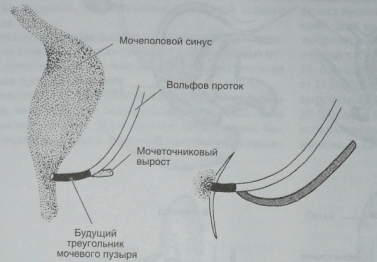 Мочеполовой синус
Вольфов проток
Мочеточниковый
вырост
Будущий
треугольник
мочевого пузыря